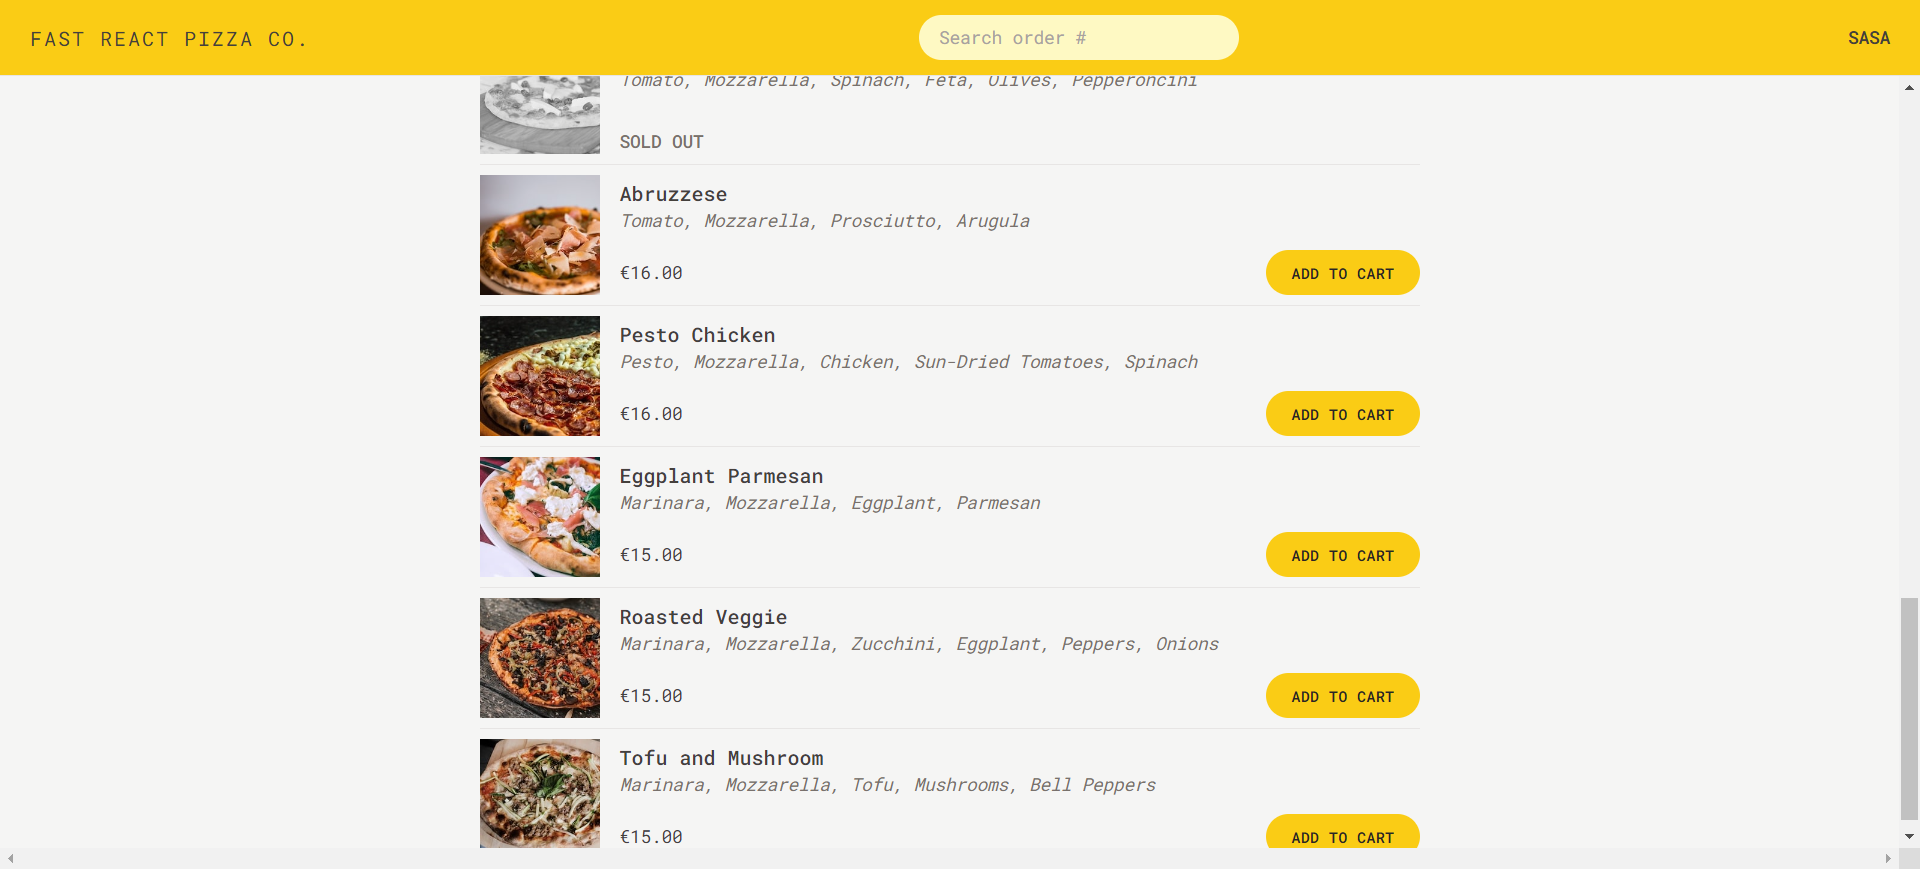 FAST REACT PIZZA CO.
Search order #
SASA
Tomato, Mozzarella, Spinach, Feta, Olives, Pepperoncini
SOLD OUT
Abruzzese
Tomato, Mozzarella, Prosciutto, Arugula
€16.00
ADD TO CART
Pesto Chicken
Pesto, Mozzarella, Chicken, Sun-Dried Tomatoes, Spinach
€16.00
ADD TO CART
Eggplant Parmesan
Marinara, Mozzarella, Eggplant, Parmesan
€15.00
ADD TO CART
Roasted Veggie
Marinara, Mozzarella, Zucchini, Eggplant, Peppers, Onions
€15.00
ADD TO CART
Tofu and Mushroom
Marinara, Mozzarella, Tofu, Mushrooms, Bell Peppers
€15.00
ADD TO CART